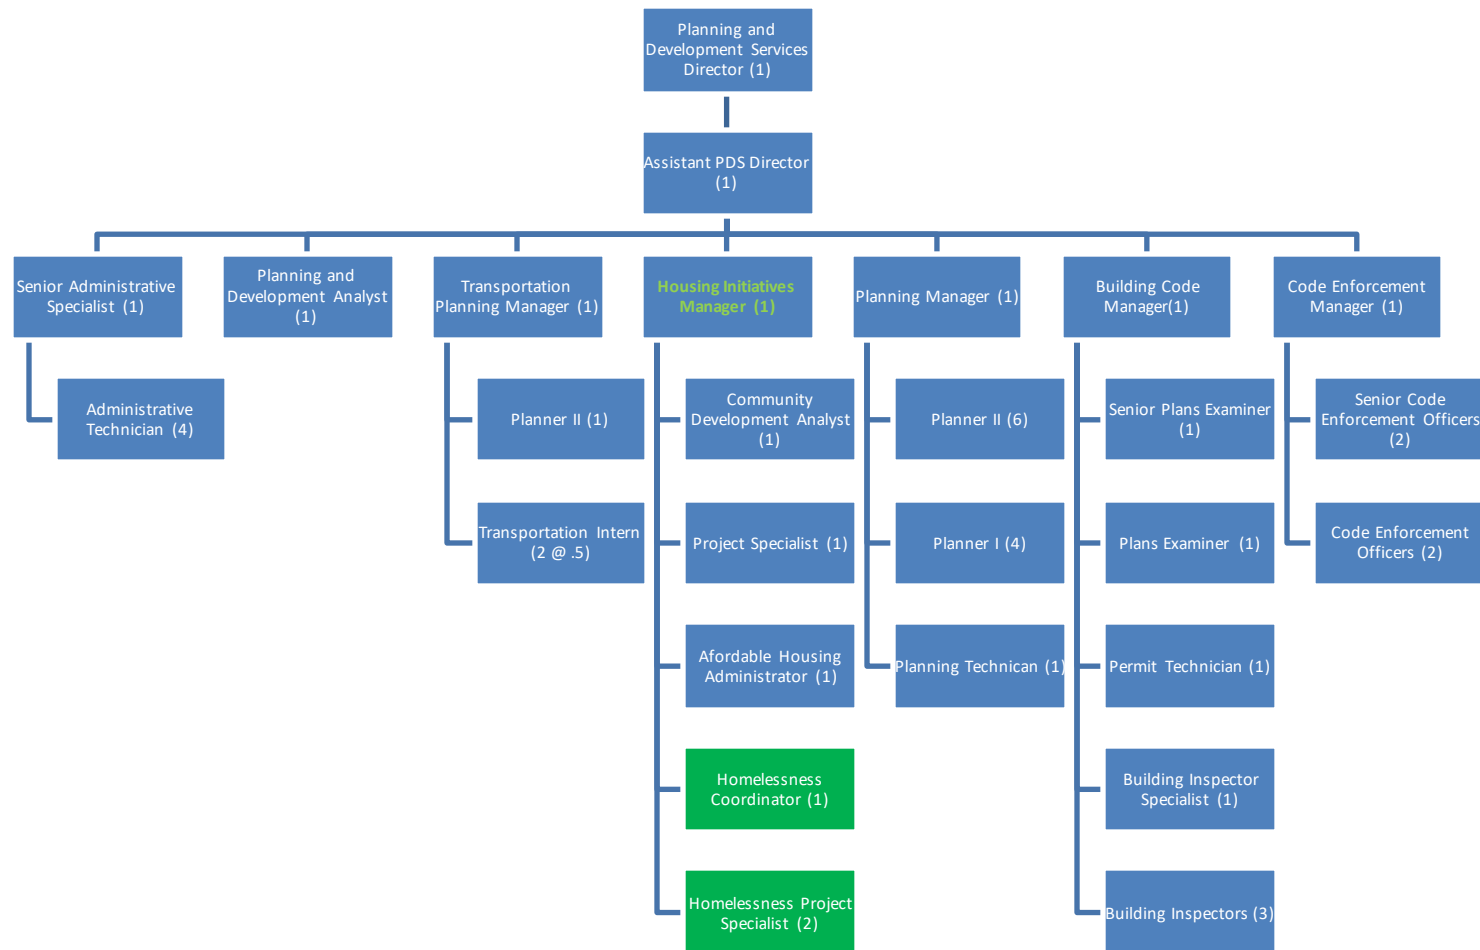 Planning and
Development Services
Director (1)
Assistant PDS Director
(1)
Senior Administrative
Specialist (1)
Planning and
Development Analyst
(1)
Transportation
Planning Manager (1)
Housing Initiatives
Manager (1)
Planning Manager (1)
Building Code
Manager(1)
Code Enforcement
Manager (1)
Administrative
Technician (4)
Planner II (1)
Community
Development Analyst
(1)
Planner II (6)
Senior Plans Examiner
(1)
Senior Code
Enforcement Officers
(2)
Transportation Intern
(2 @ .5)
Project Specialist (1)
Planner I (4)
Plans Examiner (1)
Code Enforcement
Officers (2)
Afordable Housing
Administrator (1)
Planning Technican (1)
Permit Technician (1)
Homelessness
Coordinator (1)
Building Inspector
Specialist (1)
Homelessness Project
Specialist (2)
Building Inspectors (3)